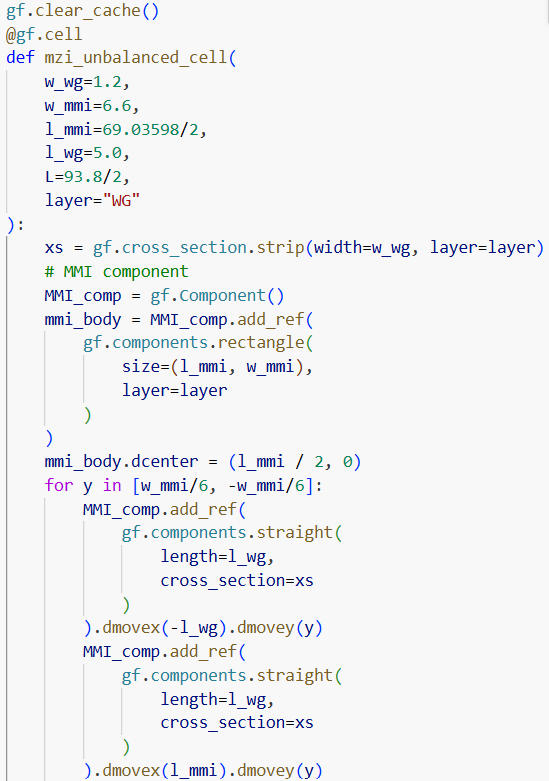 gf.clear_cache()
@gf.cell
def mzi_unbalanced_cell(
    w_wg=1.2,
    w_mmi=6.6,
    l_mmi=69.03598/2,
    l_wg=5.0,
    L=93.8/2,
    layer="WG"
):
    xs = gf.cross_section.strip(width=w_wg, layer=layer)
    # MMI component
    MMI_comp = gf.Component()
    mmi_body = MMI_comp.add_ref(
        gf.components.rectangle(
            size=(l_mmi, w_mmi),
            layer=layer
        )
    )
    mmi_body.dcenter = (l_mmi / 2, 0)
    for y in [w_mmi/6, -w_mmi/6]:
        MMI_comp.add_ref(
            gf.components.straight(
                length=l_wg,
                cross_section=xs
            )
        ).dmovex(-l_wg).dmovey(y)
        MMI_comp.add_ref(
            gf.components.straight(
                length=l_wg,
                cross_section=xs
            )
        ).dmovex(l_mmi).dmovey(y)